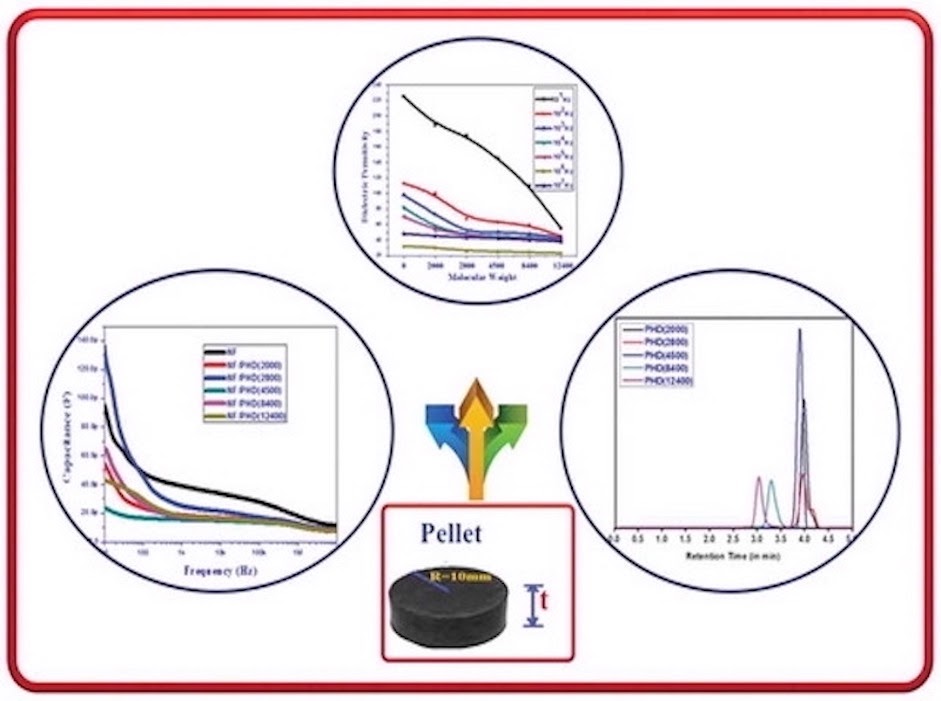 Dielectric Permittivity
0
2000
2800
4500
8400
12400
Molecular Weight
Capacitance (F)
140.0p
120.0p
100.0p
80.0p
60.0p
40.0p
20.0p
NF
NF/PHD(2000)
NF/PHD(2800)
NF/PHD(4500)
NF/PHD(8400)
NF/PHD(12400)
100
1k
10k
100k
1M
Frequency (Hz)
PHD(2000)
PHD(2800)
PHD(4500)
PHD(8400)
PHD(12400)
0.5 1.0 1.5 2.0 2.5 3.0 3.5 4.0 4.5
Retention Time (in min)
Pellet
R=10mm
t